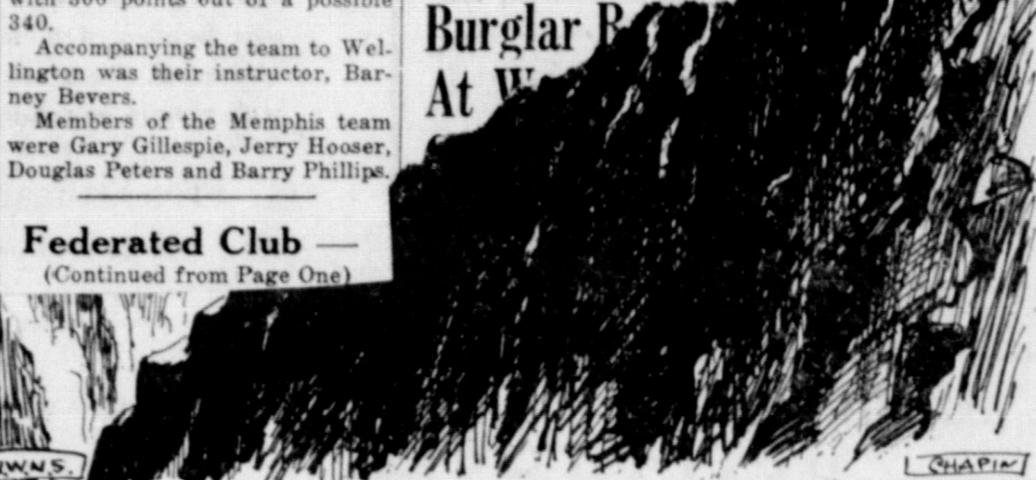 340.
Accompanying the team to Wel-
lington was their instructor, Bar-
ney Bevers.
Members of the Memphis team
were Gary Gillespie, Jerry Hooser,
Douglas Peters and Barry Phillips.
Federated Club —
(Continued from Page One)
Burglar
At
W.N.S.
CHAPIN